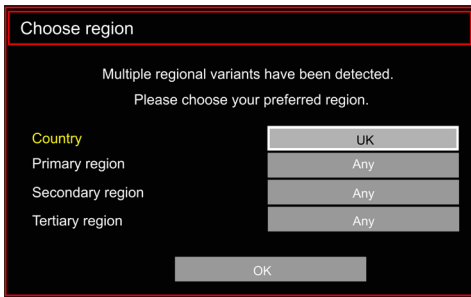 Choose region
Multiple regional variants have been detected.
Please choose your preferred region.
Country UK
Primary region Any
Secondary region Any
Tertiary region Any
OK